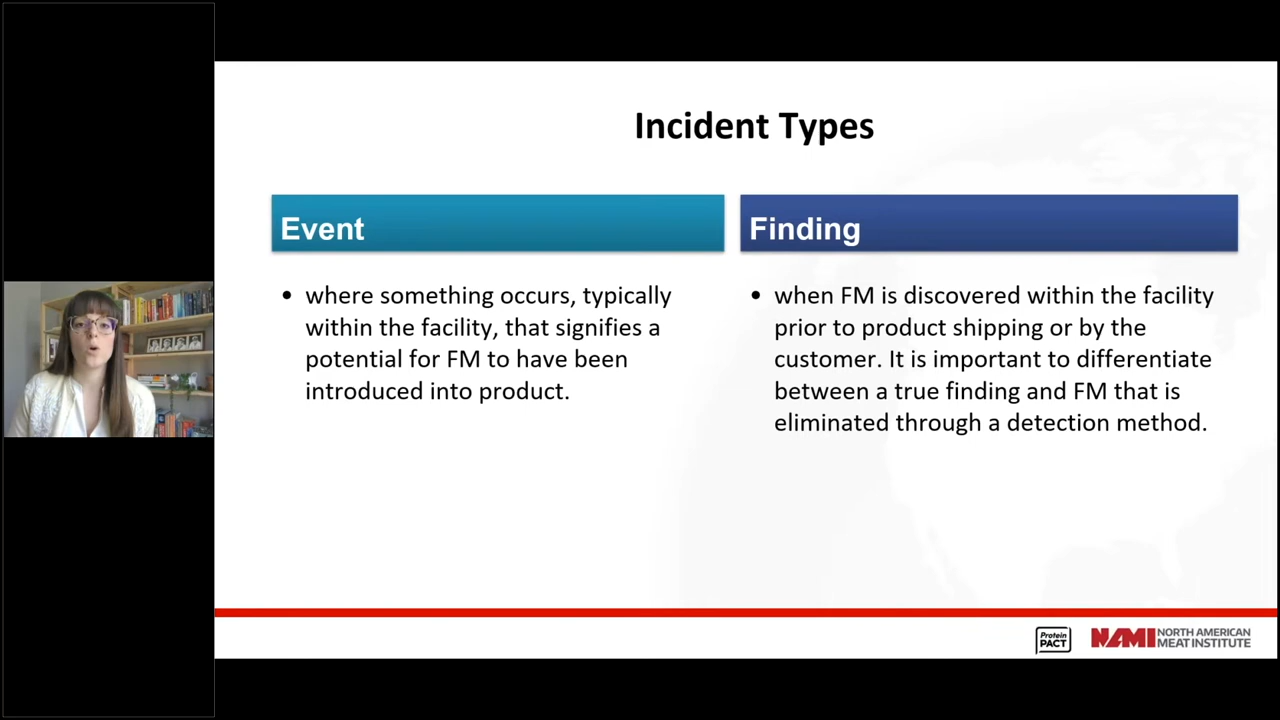 Incident Types
Event
where something occurs, typically
within the facility, that signifies a
potential for FM to have been
introduced into product.
Finding
when FM is discovered within the facility
prior to product shipping or by the
customer. It is important to differentiate
between a true finding and FM that is
eliminated through a detection method.
Protein
PACT
NAMI
NORTH AMERICAN
MEAT INSTITUTE